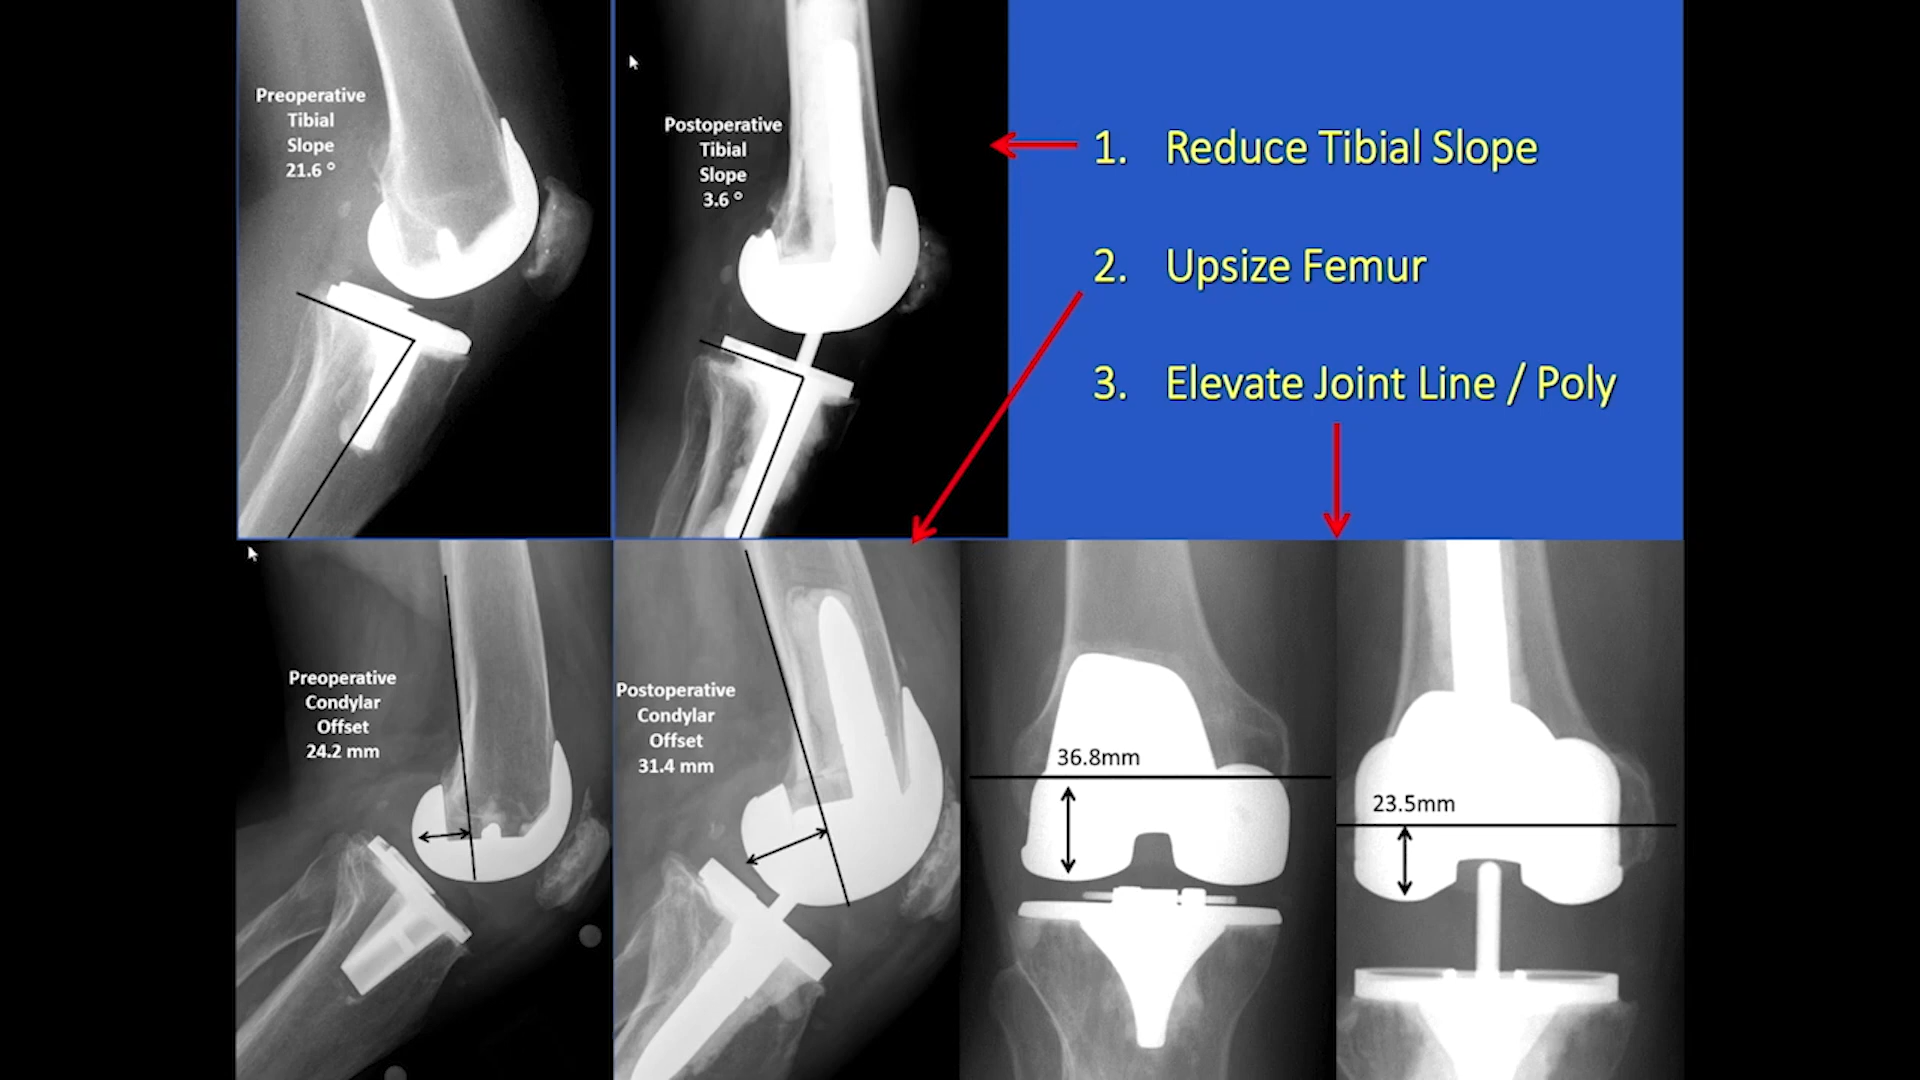 Preoperative
Tibial
Slope
21.6 °
Postoperative
Tibial
Slope
3.6 °
1. Reduce Tibial Slope
2. Upsize Femur
3. Elevate Joint Line / Poly
Preoperative
Condylar
Offset
24.2 mm
Postoperative
Condylar
Offset
31.4 mm
36.8mm
23.5mm